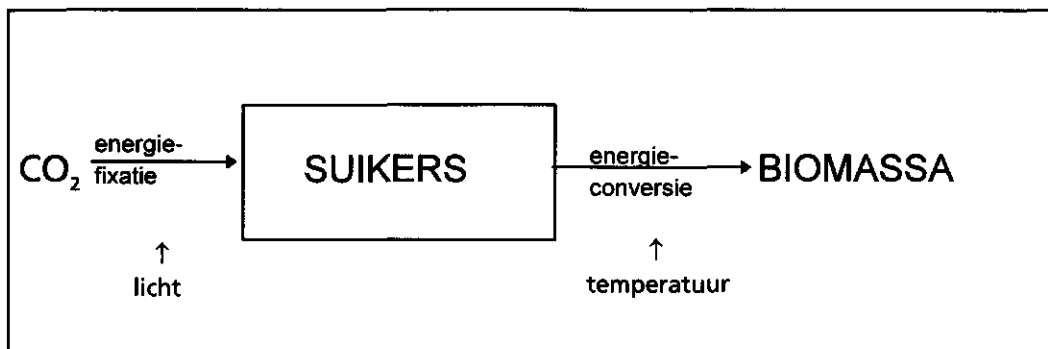 CO₂
energie-
fixatie
SUIKERS
energie-
conversie
BIOMASSA
↑
licht
↑
temperatuur